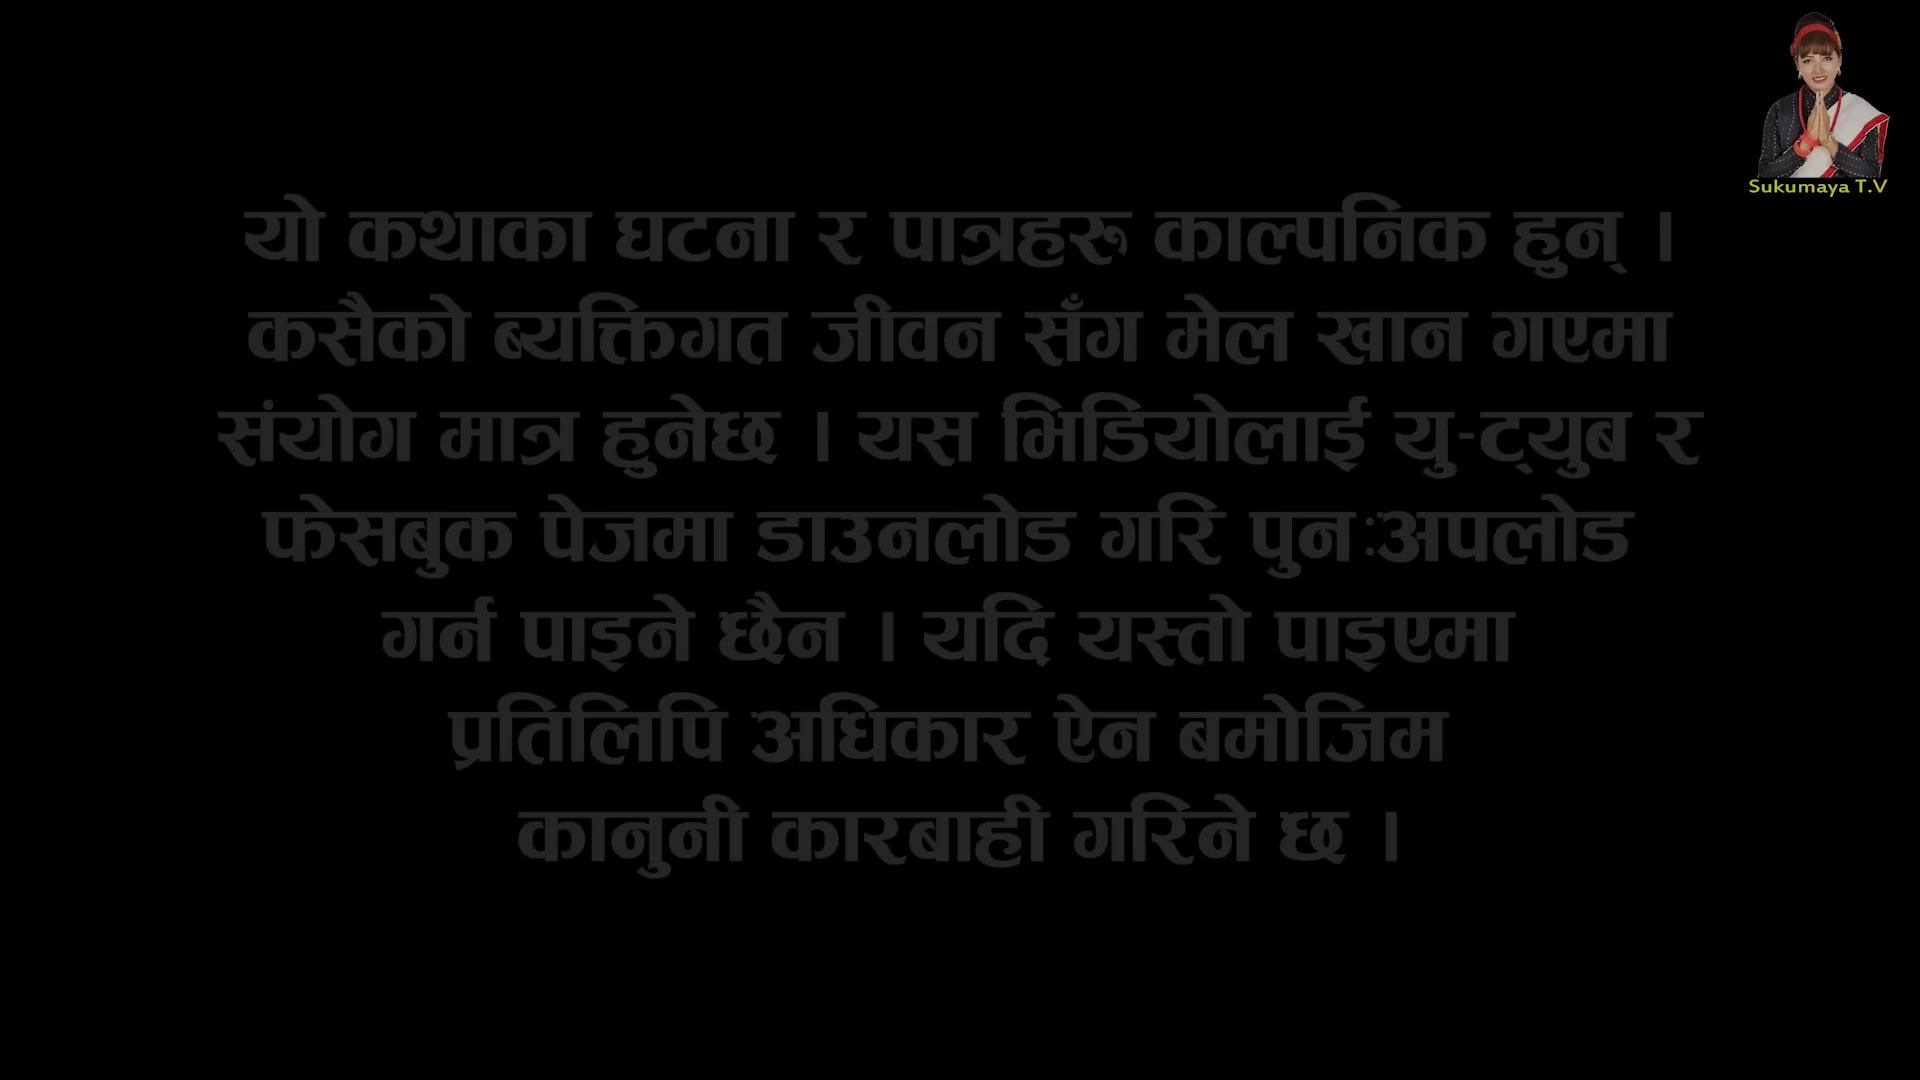 Sukumaya T.V
यो कथाका घटना र पात्रहरू काल्पनिक हुन् ।
कसैको ब्यक्तिगत जीवन सँग मेल खान गएमा
संयोग मात्र हुनेछ । यस भिडियोलाई यु-ट्युब र
फेसबुक पेजमा डाउनलोड गरि पुनःअपलोड
गर्न पाइने छैन । यदि यस्तो पाइएमा
प्रतिलिपि अधिकार ऐन बमोजिम
कानुनी कारबाही गरिने छ ।